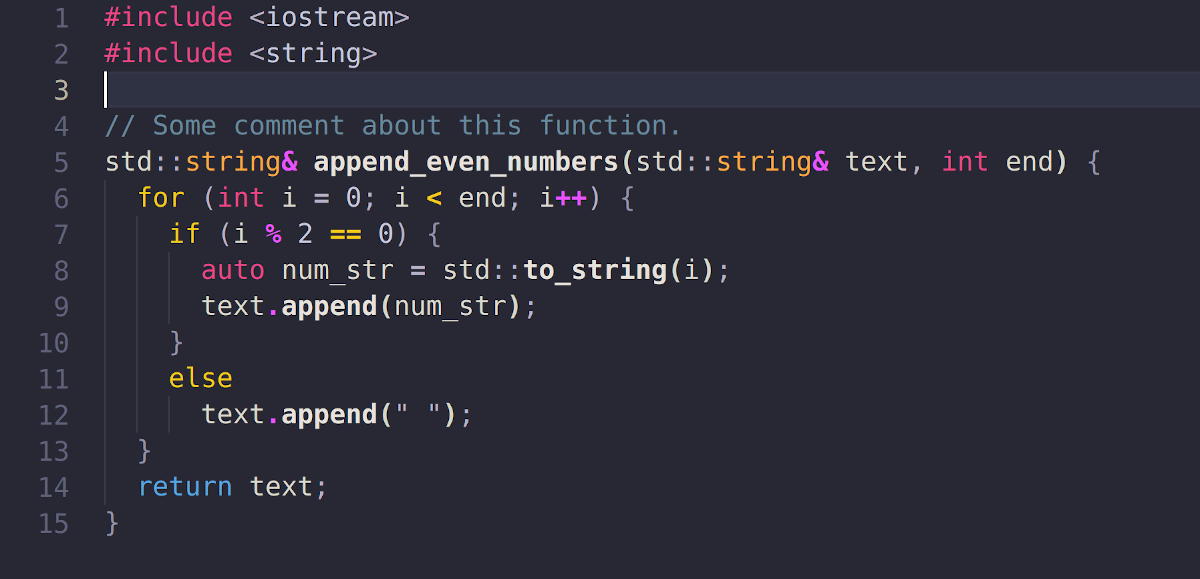 1 #include <iostream>
2 #include <string>
3
4 // Some comment about this function.
5 std::string& append_even_numbers(std::string& text, int end) {
6   for (int i = 0; i < end; i++) {
7     if (i % 2 == 0) {
8       auto num_str = std::to_string(i);
9       text.append(num_str);
10     }
11     else
12       text.append(" ");
13   }
14   return text;
15 }